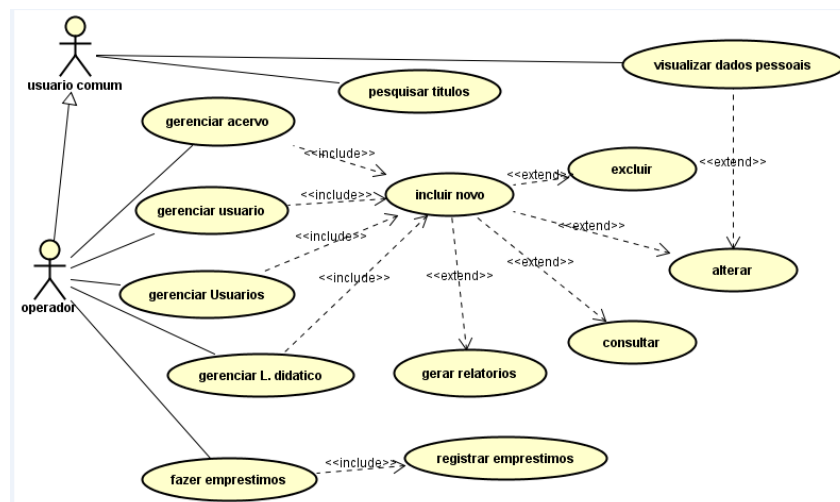 usuario comum
visualizar dados pessoais
pesquisar titulos
gerenciar acervo
<<include>>
<<extend>>
excluir
<<extend>>
gerenciar usuario
<<include>>
incluir novo
<<include>>
<<extend>>
operador
gerenciar Usuarios
<<include>>
<<extend>>
<<extend>>
alterar
gerenciar L. didatico
gerar relatorios
consultar
fazer emprestimos
<<include>>
registrar emprestimos